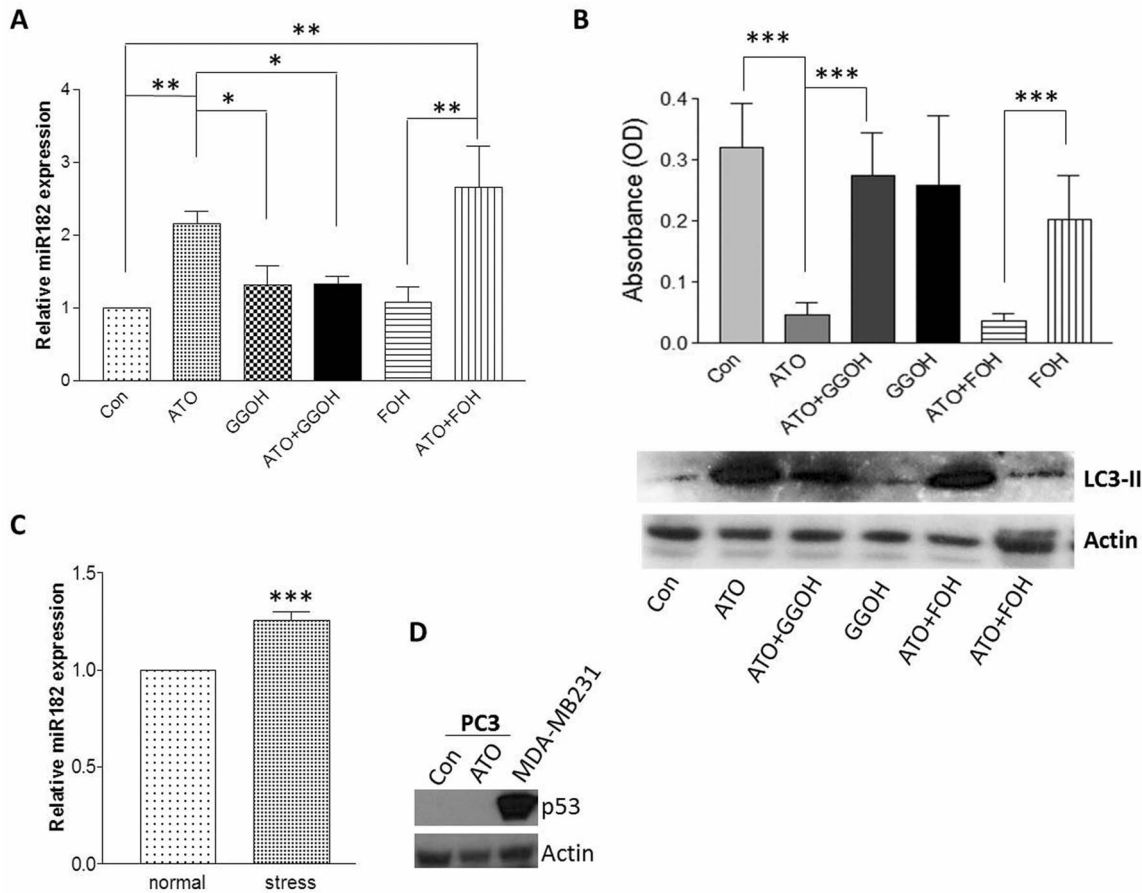 A
**
*
** *
**
4
3
2
1
0
Relative miR182 expression
Con
ATO
GGOH
ATO+GGOH
FOH
ATO+FOH
B
***
***
***
0.4
0.3
0.2
0.1
0.0
Absorbance (OD)
Con
ATO
ATO+GGOH
GGOH
ATO+FOH
FOH
LC3-II
Actin
Con
ATO
ATO+GGOH
GGOH
ATO+FOH
ATO+FOH
C
***
1.5
1.0
0.5
0.0
Relative miR182 expression
normal stress
D
PC3
Con
ATO
MDA-MB231
p53
Actin